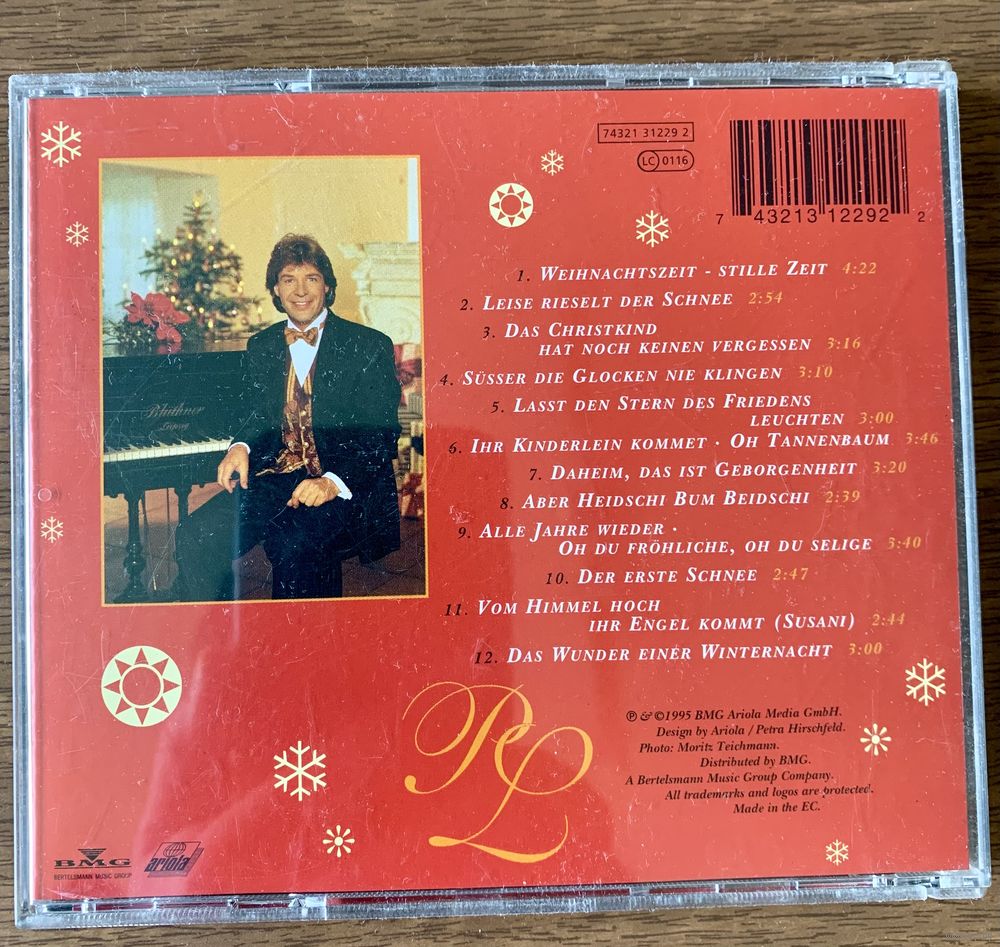 74321 31229 2
LC 0116
7 43213 12292 2
1. WEIHNACHTSZEIT - STILLE ZEIT 4:22
2. LEISE RIESELT DER SCHNEE 2:54
3. DAS CHRISTKIND
HAT NOCH KEINEN VERGESSEN 3:16
4. SÜSSER DIE GLOCKEN NIE KLINGEN 3:10
5. LASST DEN STERN DES FRIEDENS
LEUCHTEN 3:00
6. IHR KINDERLEIN KOMMET · OH TANNENBAUM 3:46
7. DAHEIM, DAS IST GEBORGENHEIT 3:20
8. ABER HEIDSCHI BUM BEIDSCHI 2:39
9. ALLE JAHRE WIEDER ·
OH DU FRÖHLICHE, OH DU SELIGE 3:40
10. DER ERSTE SCHNEE 2:47
11. VOM HIMMEL HOCH
IHR ENGEL KOMMT (SUSANI) 2:44
12. DAS WUNDER EINER WINTERNACHT 3:00
Blüthner
Leipzig
PL
℗ & ©1995 BMG Ariola Media GmbH.
Design by Ariola / Petra Hirschfeld.
Photo: Moritz Teichmann.
Distributed by BMG.
A Bertelsmann Music Group Company.
All trademarks and logos are protected.
Made in the EC.
BMG
BERTELSMANN MUSIC GROUP
ariola